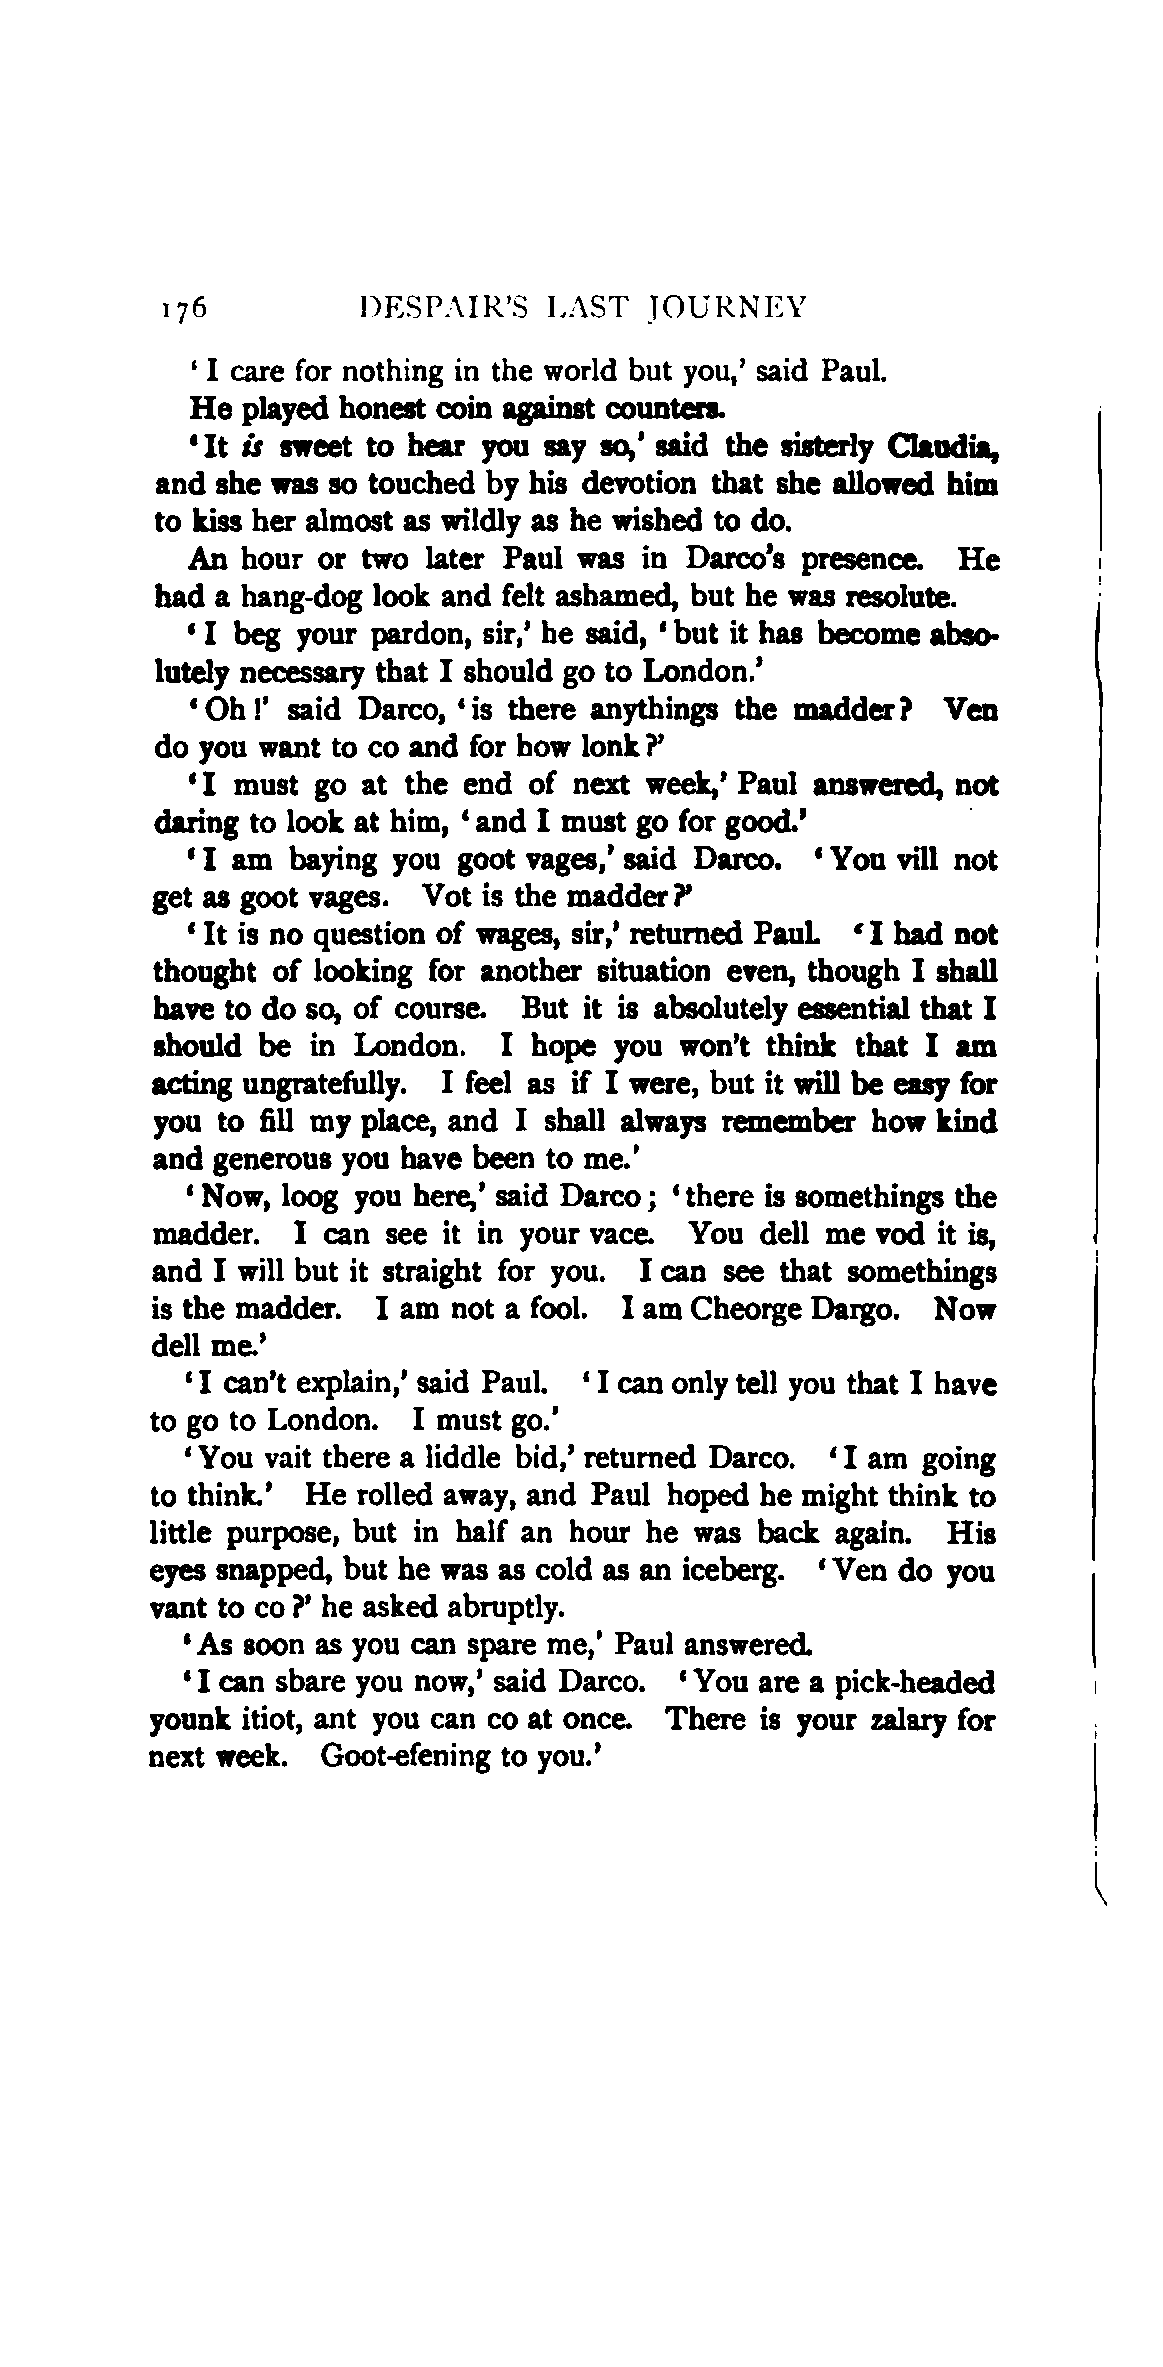 176 DESPAIR'S LAST JOURNEY
‘I care for nothing in the world but you,’ said Paul.
He played honest coin against counters.
‘It is sweet to hear you say so,’ said the sisterly Claudia,
and she was so touched by his devotion that she allowed him
to kiss her almost as wildly as he wished to do.
An hour or two later Paul was in Darco's presence. He
had a hang-dog look and felt ashamed, but he was resolute.
‘I beg your pardon, sir,’ he said, ‘but it has become abso-
lutely necessary that I should go to London.’
‘Oh!’ said Darco, ‘is there anythings the madder? Ven
do you want to co and for how lonk?’
‘I must go at the end of next week,’ Paul answered, not
daring to look at him, ‘and I must go for good.’
‘I am baying you goot vages,’ said Darco. ‘You vill not
get as goot vages. Vot is the madder?’
‘It is no question of wages, sir,’ returned Paul. ‘I had not
thought of looking for another situation even, though I shall
have to do so, of course. But it is absolutely essential that I
should be in London. I hope you won't think that I am
acting ungratefully. I feel as if I were, but it will be easy for
you to fill my place, and I shall always remember how kind
and generous you have been to me.’
‘Now, loog you here,’ said Darco; ‘there is somethings the
madder. I can see it in your vace. You dell me vod it is,
and I will but it straight for you. I can see that somethings
is the madder. I am not a fool. I am Cheorge Dargo. Now
dell me.’
‘I can't explain,’ said Paul. ‘I can only tell you that I have
to go to London. I must go.’
‘You vait there a liddle bid,’ returned Darco. ‘I am going
to think.’ He rolled away, and Paul hoped he might think to
little purpose, but in half an hour he was back again. His
eyes snapped, but he was as cold as an iceberg. ‘Ven do you
vant to co?’ he asked abruptly.
‘As soon as you can spare me,’ Paul answered.
‘I can sbare you now,’ said Darco. ‘You are a pick-headed
younk itiot, ant you can co at once. There is your zalary for
next week. Goot-efening to you.’